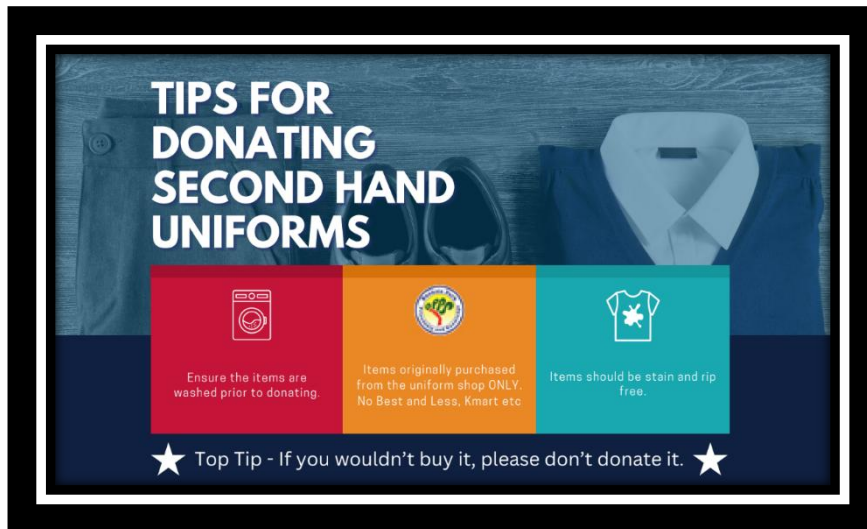 TIPS FOR
DONATING
SECOND HAND
UNIFORMS
Ensure the items are
washed prior to donating.
Items originally purchased
from the uniform shop ONLY.
No Best and Less, Kmart etc
Items should be stain and rip
free.
Top Tip - If you wouldn't buy it, please don't donate it.